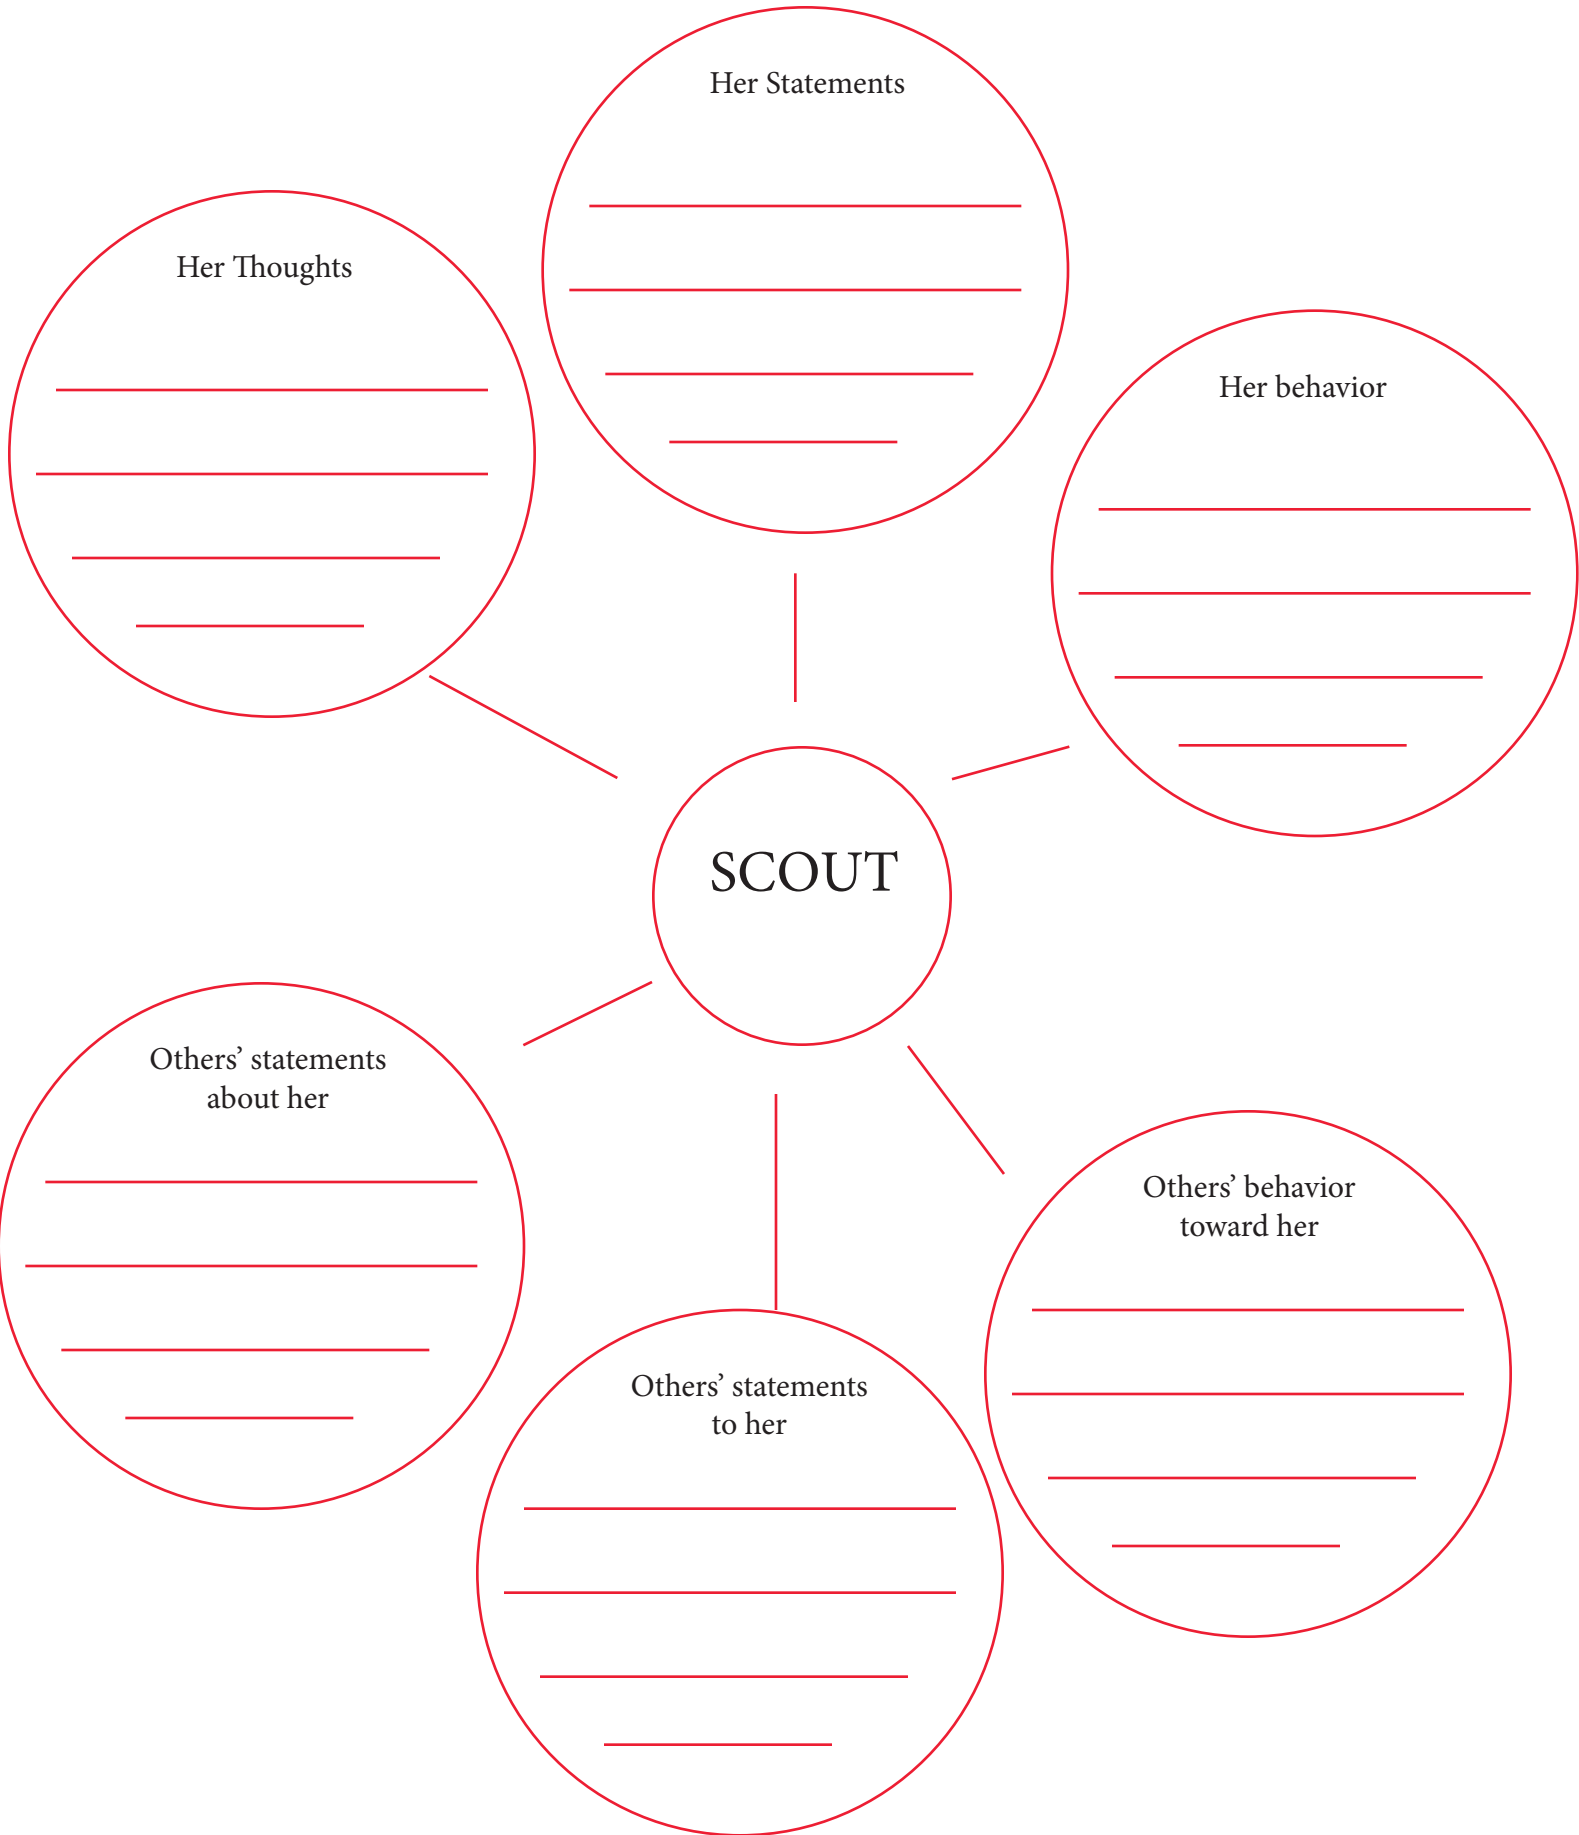 Her Statements
Her Thoughts
Her behavior
SCOUT
Others’ statements
about her
Others’ behavior
toward her
Others’ statements
to her